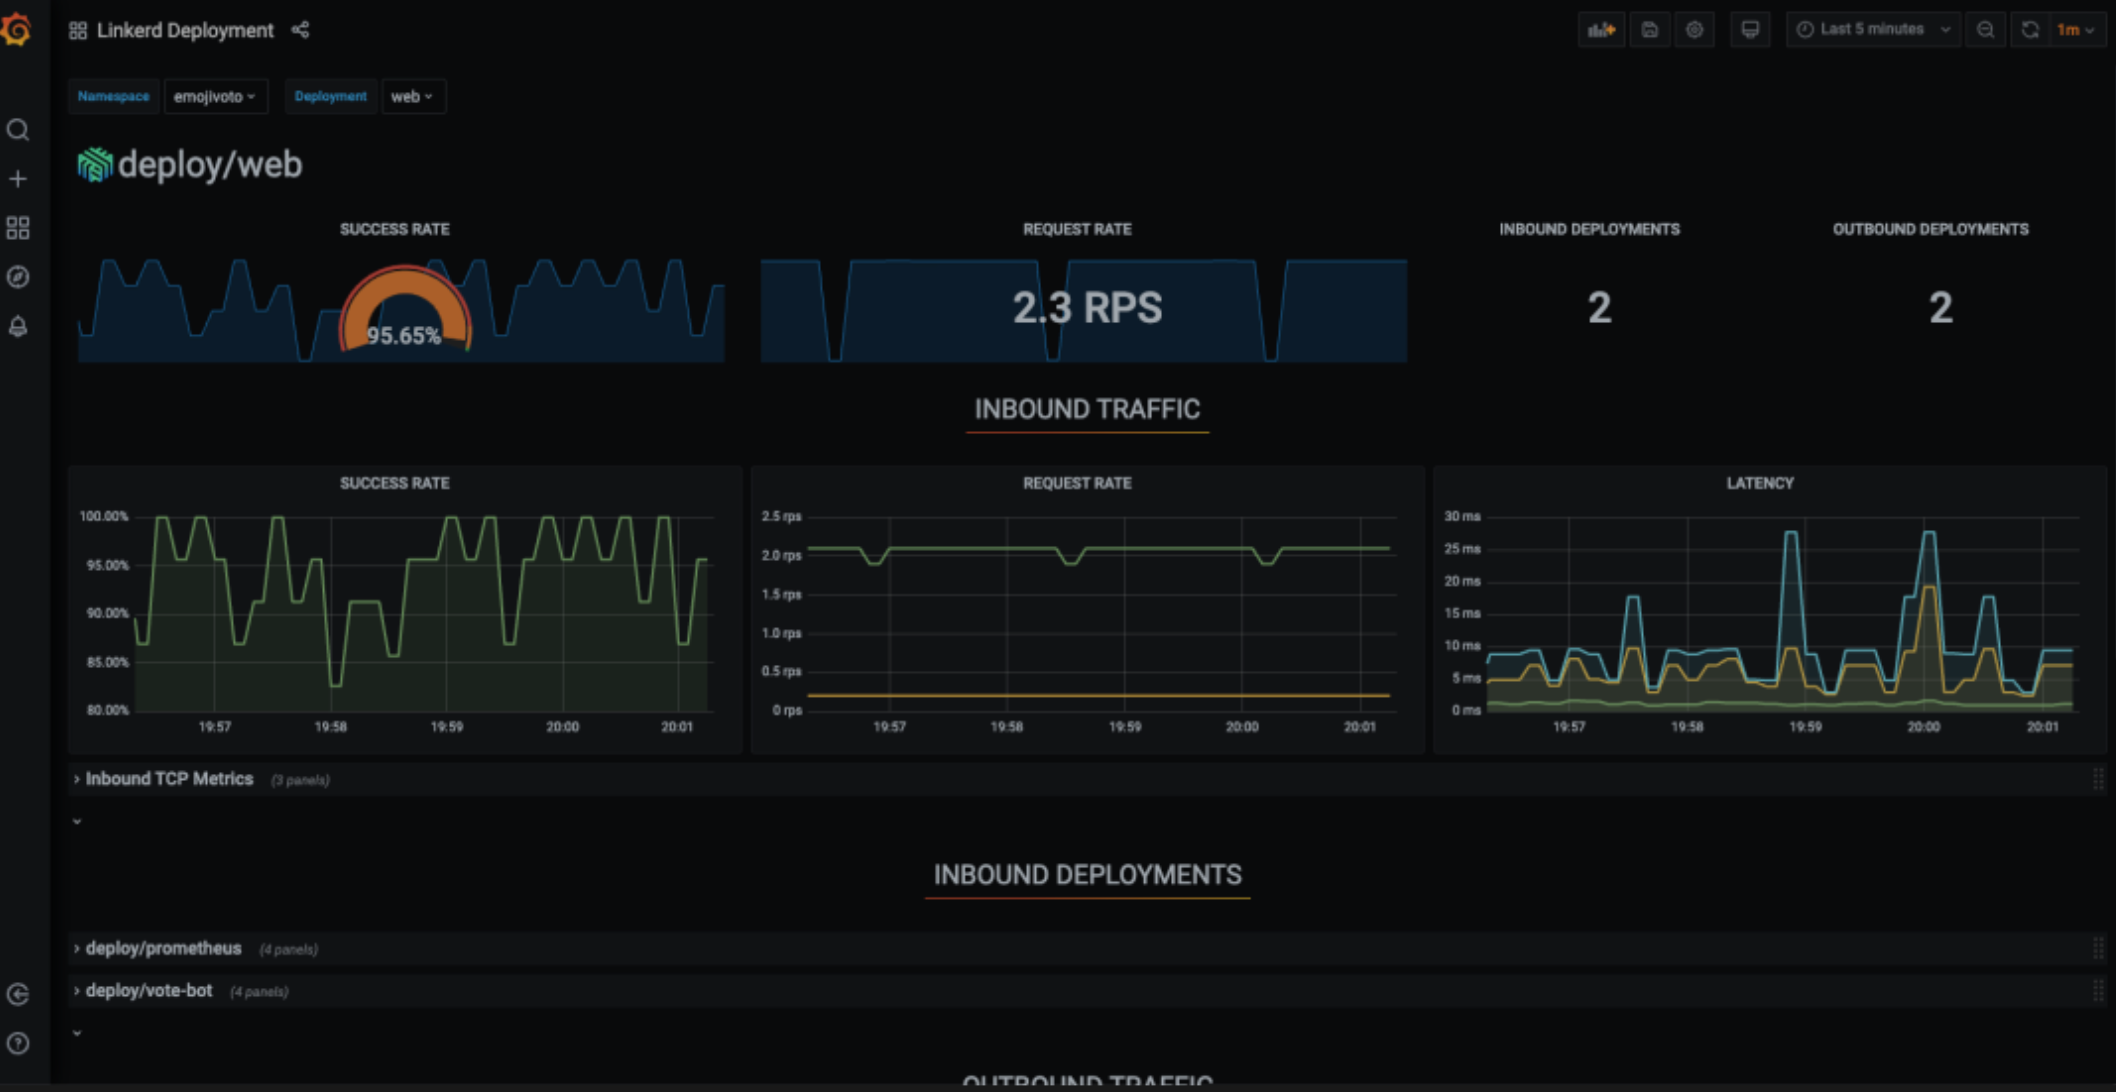 Linkerd Deployment
Last 5 minutes
1m
Namespace
emojivoto
Deployment
web
deploy/web
SUCCESS RATE
95.65%
REQUEST RATE
2.3 RPS
INBOUND DEPLOYMENTS
2
OUTBOUND DEPLOYMENTS
2
INBOUND TRAFFIC
SUCCESS RATE
100.00%
95.00%
90.00%
85.00%
80.00%
19:57 19:58 19:59 20:00 20:01
REQUEST RATE
2.5 rps
2.0 rps
1.5 rps
1.0 rps
0.5 rps
0 rps
19:57 19:58 19:59 20:00 20:01
LATENCY
30 ms
25 ms
20 ms
15 ms
10 ms
5 ms
0 ms
19:57 19:58 19:59 20:00 20:01
Inbound TCP Metrics (3 panels)
INBOUND DEPLOYMENTS
deploy/prometheus (4 panels)
deploy/vote-bot (4 panels)
OUTBOUND TRAFFIC